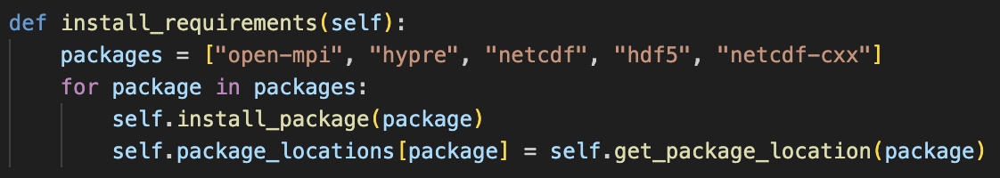 def install_requirements(self):
    packages = ["open-mpi", "hypre", "netcdf", "hdf5", "netcdf-cxx"]
    for package in packages:
        self.install_package(package)
        self.package_locations[package] = self.get_package_location(package)